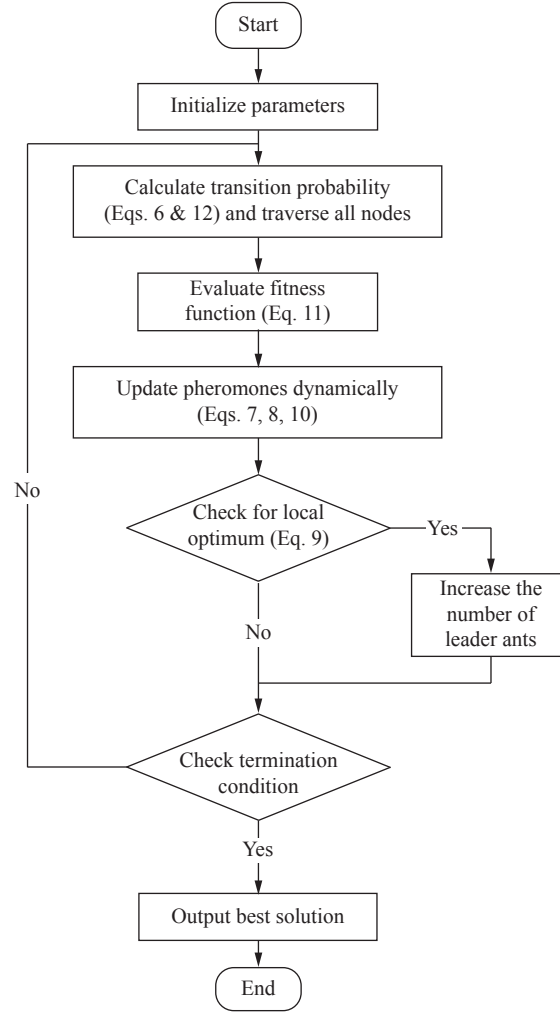 Start
Initialize parameters
Calculate transition probability
(Eqs. 6 & 12) and traverse all nodes
Evaluate fitness
function (Eq. 11)
Update pheromones dynamically
(Eqs. 7, 8, 10)
No
Check for local
optimum (Eq. 9)
Yes
Increase the
number of
leader ants
No
Check termination
condition
Yes
Output best solution
End